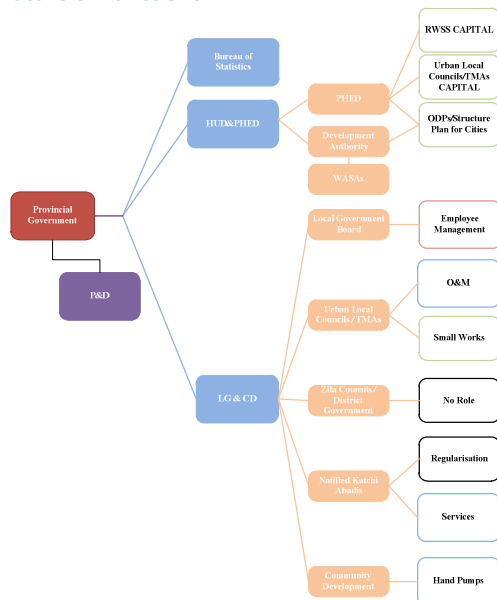 RWSS CAPITAL
Bureau of
Statistics
Urban Local
Councils/TMAs
CAPITAL
HUD&PHED
PHED
ODPs/Structure
Plan for Cities
Development
Authority
WASAs
Provincial
Government
Local Government
Board
Employee
Management
P&D
O&M
Urban Local
Councils / TMAs
Small Works
LG & CD
Zila Counsils /
District
Government
No Role
Notified Katchi
Abadis
Regularisation
Services
Community
Development
Hand Pumps